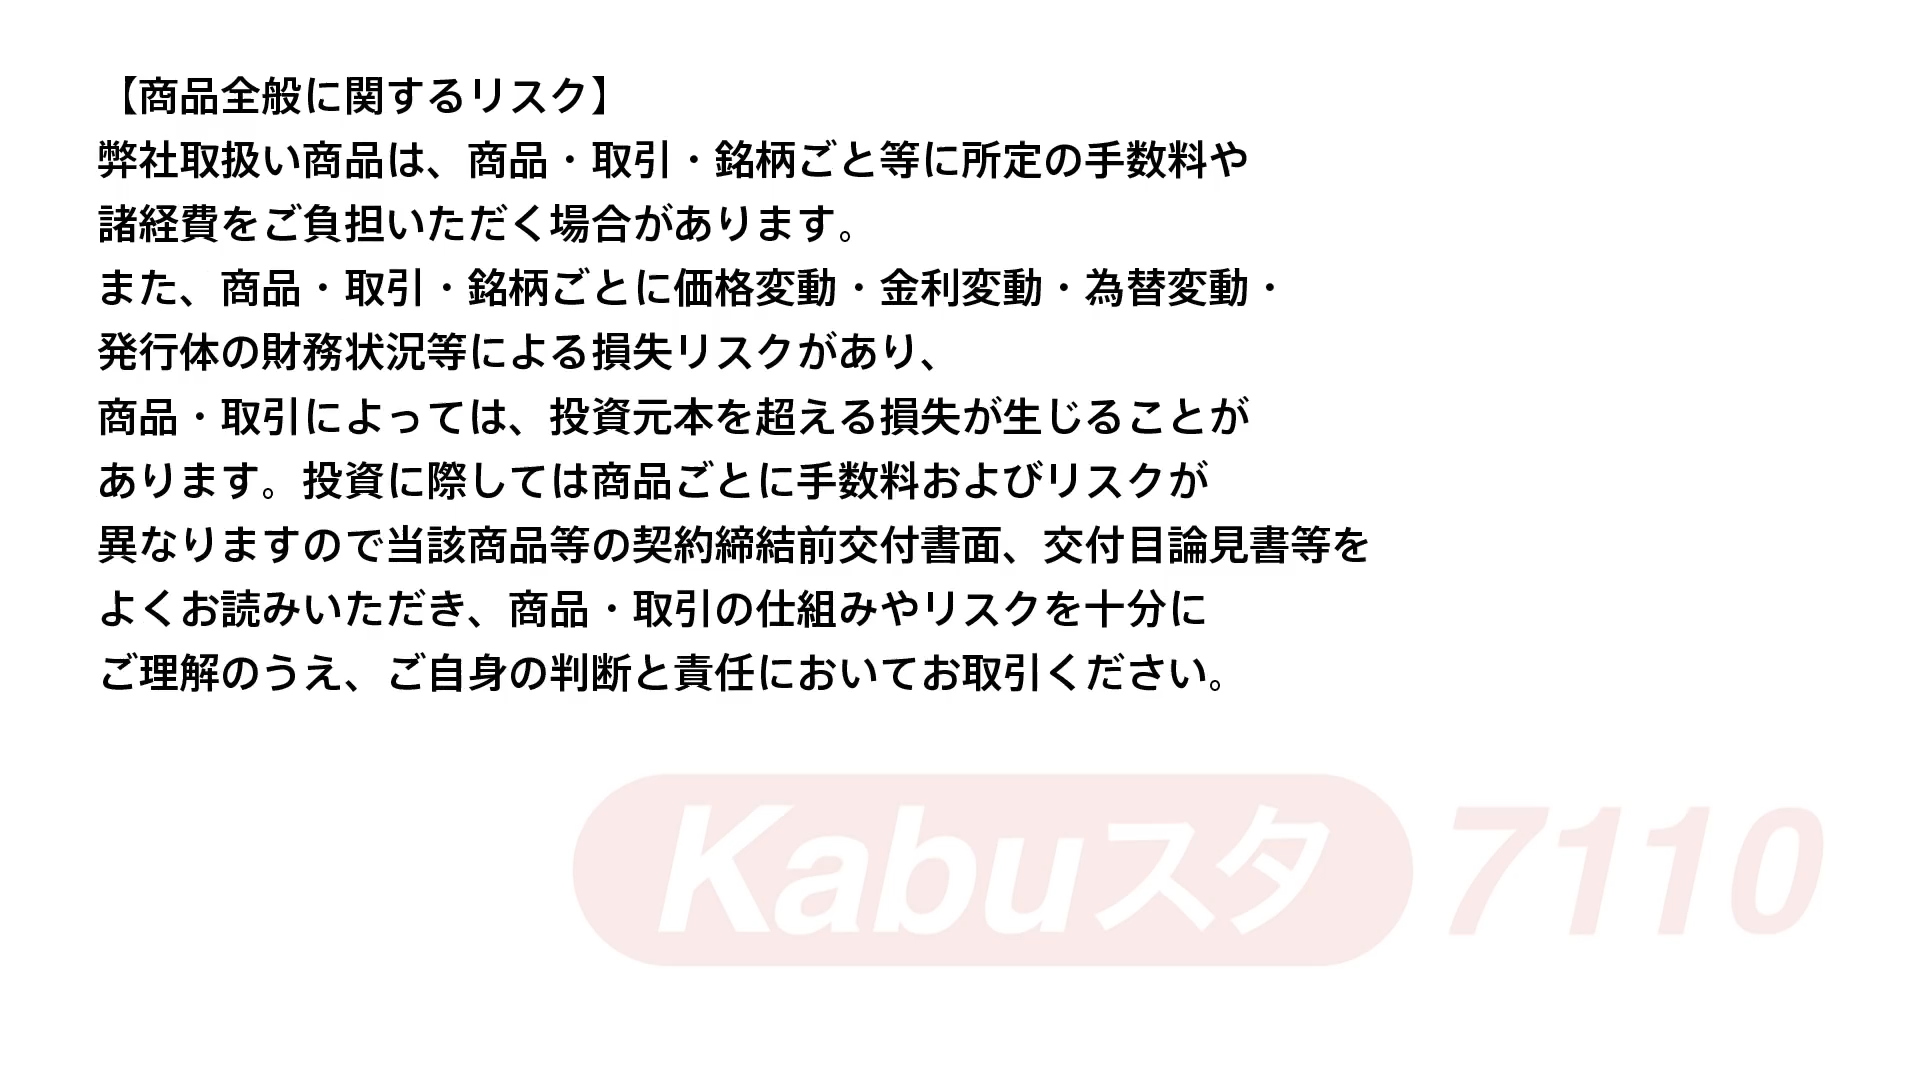 【商品全般に関するリスク】
弊社取扱い商品は、商品・取引・銘柄ごと等に所定の手数料や
諸経費をご負担いただく場合があります。
また、商品・取引・銘柄ごとに価格変動・金利変動・為替変動・
発行体の財務状況等による損失リスクがあり、
商品・取引によっては、投資元本を超える損失が生じることが
あります。投資に際しては商品ごとに手数料およびリスクが
異なりますので当該商品等の契約締結前交付書面、交付目論見書等を
よくお読みいただき、商品・取引の仕組みやリスクを十分に
ご理解のうえ、ご自身の判断と責任においてお取引ください。
Kabuスタ 7110